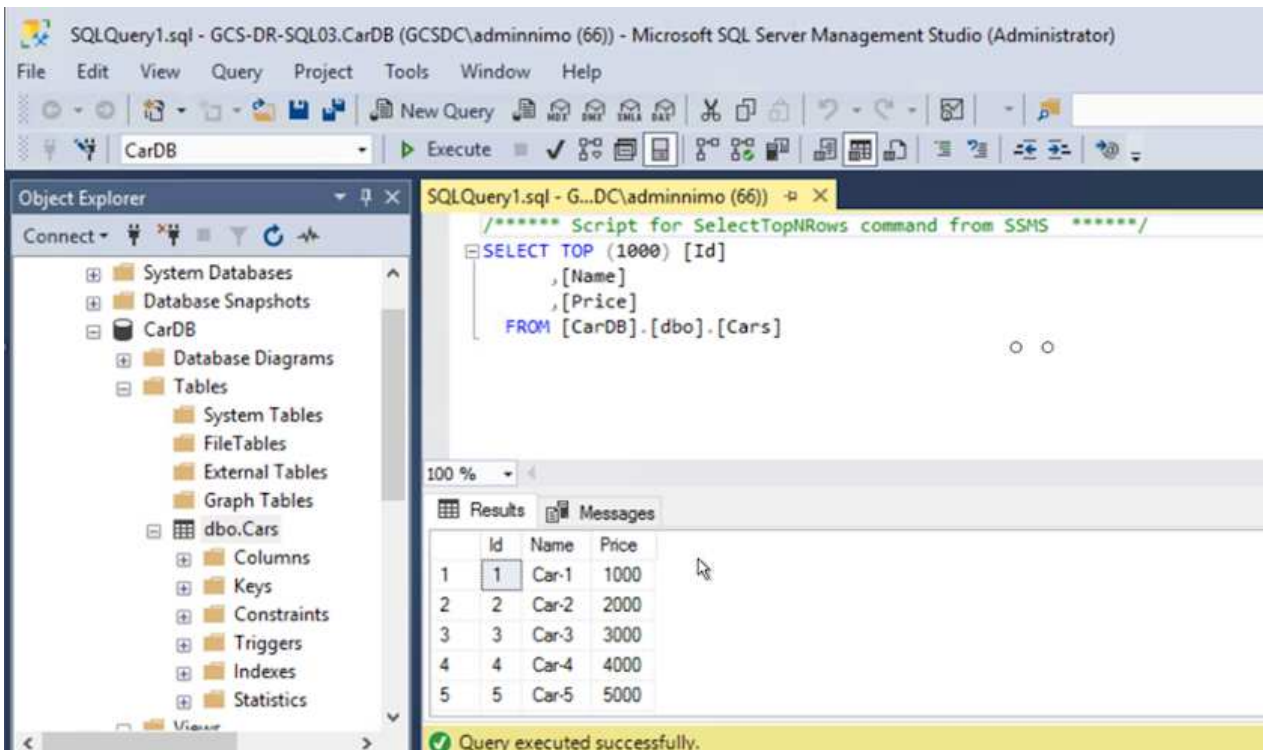 SQLQuery1.sql - GCS-DR-SQL03.CarDB (GCSDC\adminnimo (66)) - Microsoft SQL Server Management Studio (Administrator)
File Edit View Query Project Tools Window Help
New Query MDX DMX XMLA DAX
CarDB Execute
Object Explorer
Connect
System Databases
Database Snapshots
CarDB
Database Diagrams
Tables
System Tables
FileTables
External Tables
Graph Tables
dbo.Cars
Columns
Keys
Constraints
Triggers
Indexes
Statistics
Views
SQLQuery1.sql - G...DC\adminnimo (66))
/****** Script for SelectTopNRows command from SSMS ******/
SELECT TOP (1000) [Id]
,[Name]
,[Price]
FROM [CarDB].[dbo].[Cars]
100 %
Results Messages
Id Name Price
1 1 Car-1 1000
2 2 Car-2 2000
3 3 Car-3 3000
4 4 Car-4 4000
5 5 Car-5 5000
Query executed successfully.